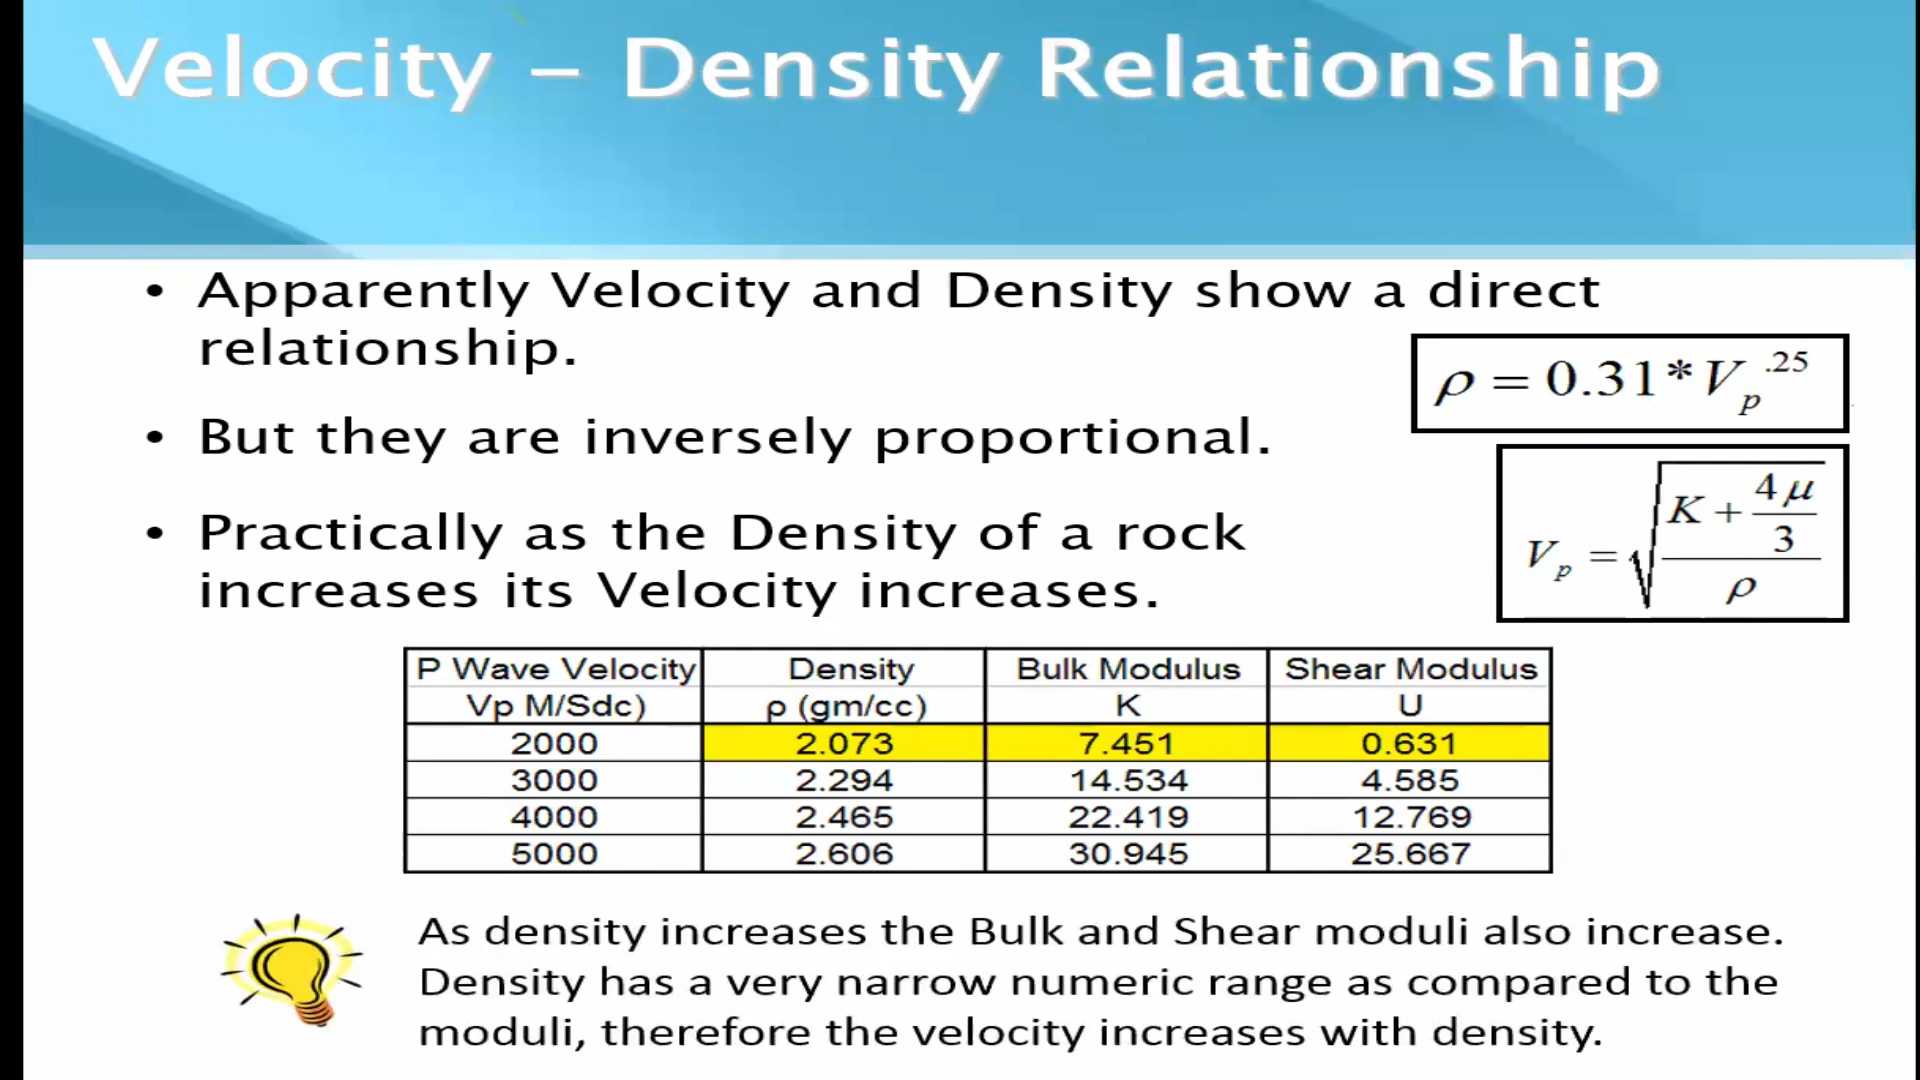 Velocity – Density Relationship
• Apparently Velocity and Density show a direct
relationship.
ρ = 0.31 * Vp^.25
• But they are inversely proportional.
Vp = √((K + 4μ/3)/ρ)
• Practically as the Density of a rock
increases its Velocity increases.
P Wave Velocity Density Bulk Modulus Shear Modulus
Vp M/Sdc) ρ (gm/cc) K U
2000 2.073 7.451 0.631
3000 2.294 14.534 4.585
4000 2.465 22.419 12.769
5000 2.606 30.945 25.667
As density increases the Bulk and Shear moduli also increase.
Density has a very narrow numeric range as compared to the
moduli, therefore the velocity increases with density.